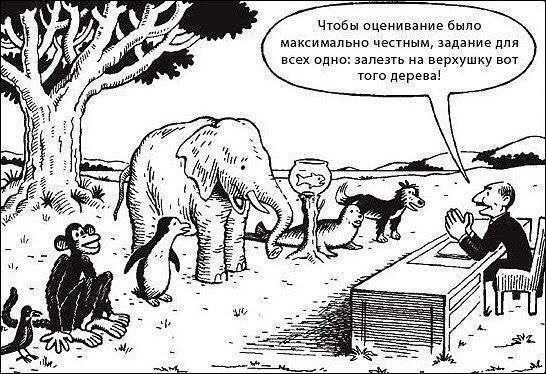 Чтобы оценивание было
максимально честным, задание для
всех одно: залезть на верхушку вот
того дерева!